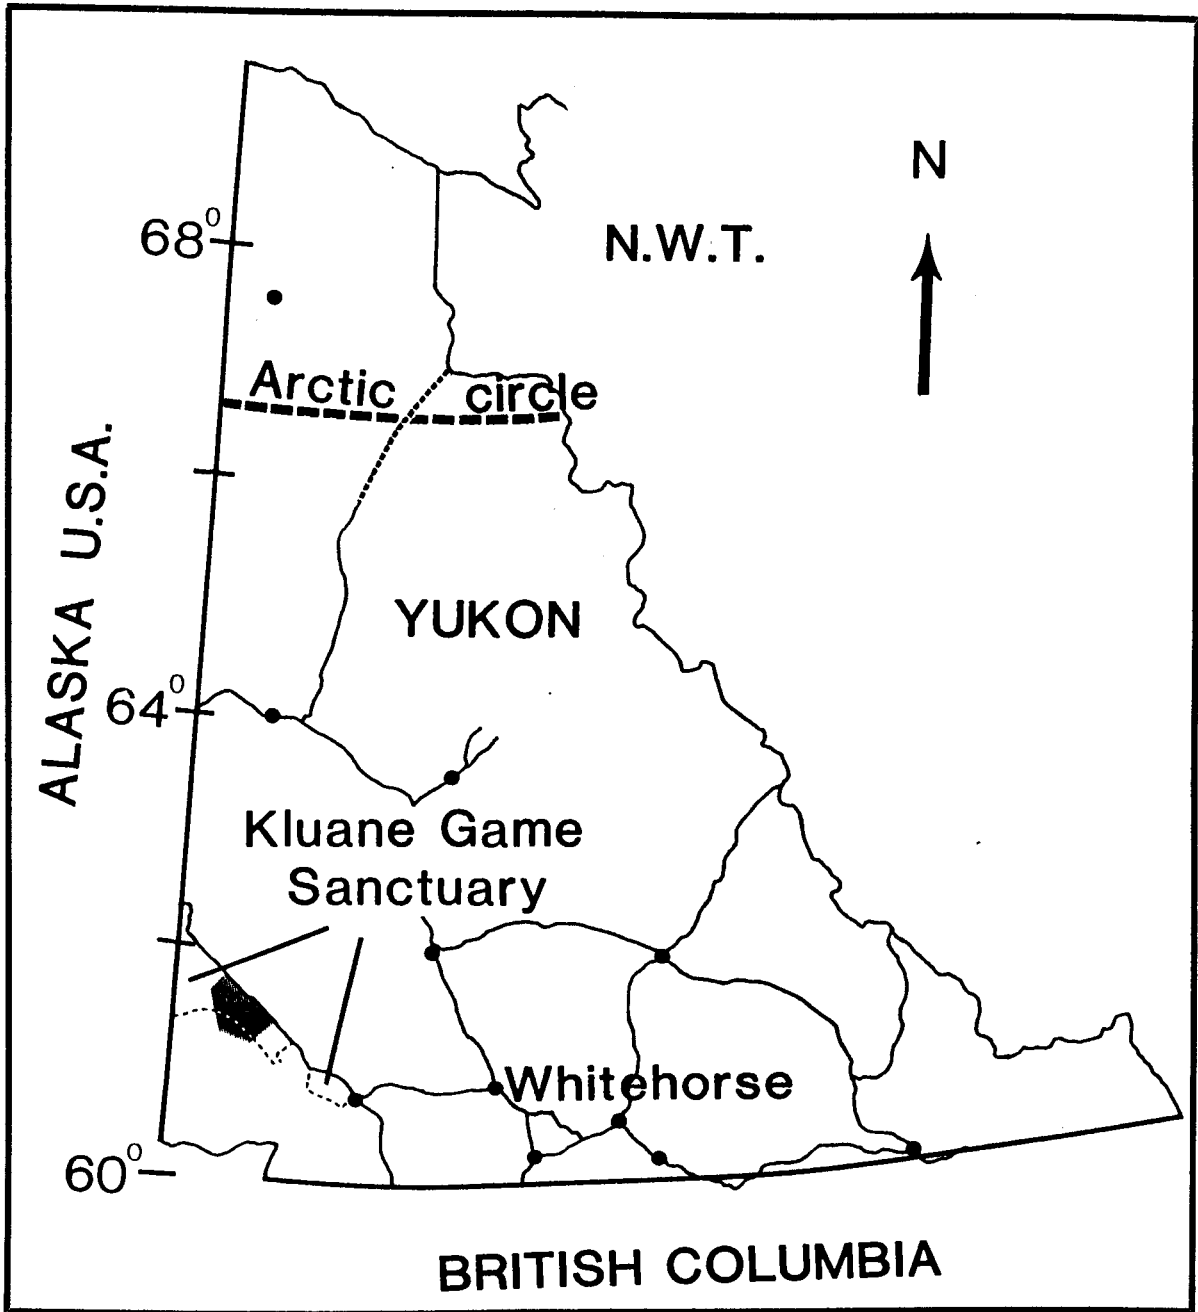 N
N.W.T.
68°
Arctic circle
ALASKA U.S.A.
YUKON
64°
Kluane Game
Sanctuary
Whitehorse
60°
BRITISH COLUMBIA